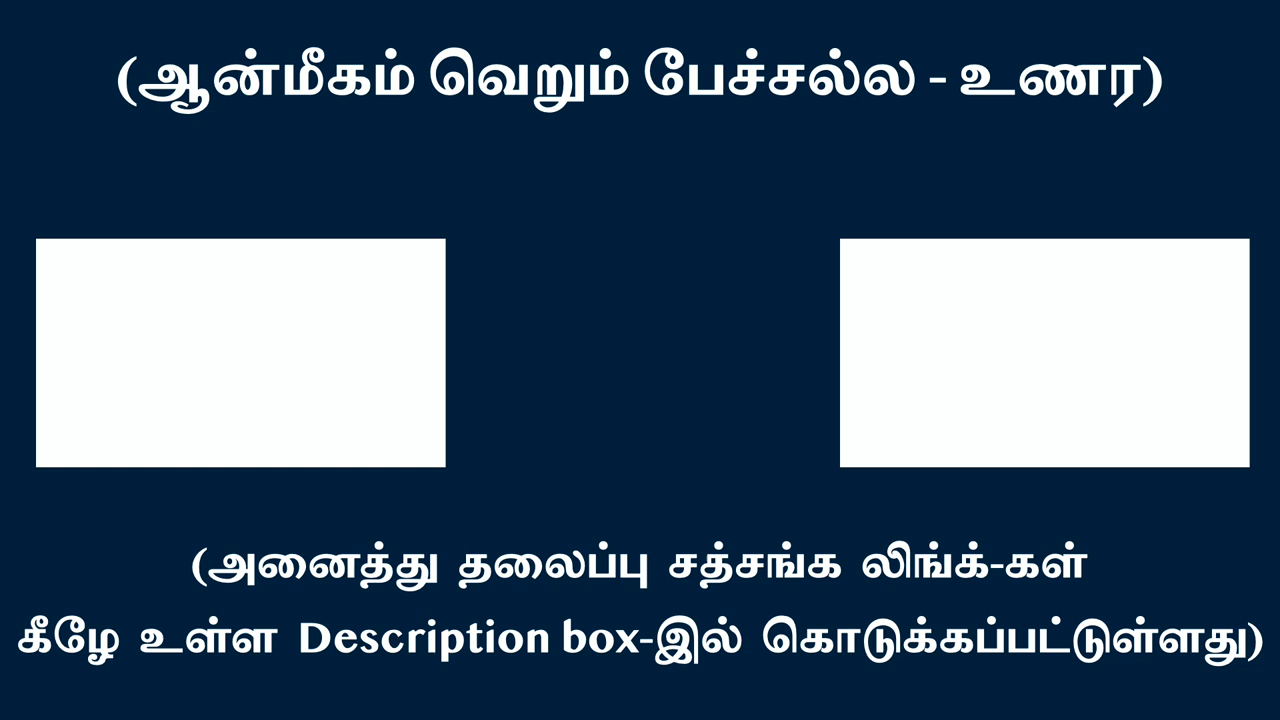 (ஆன்மீகம் வெறும் பேச்சல்ல - உணர)
(அனைத்து தலைப்பு சத்சங்க லிங்க்-கள்
கீழே உள்ள Description box-இல் கொடுக்கப்பட்டுள்ளது)